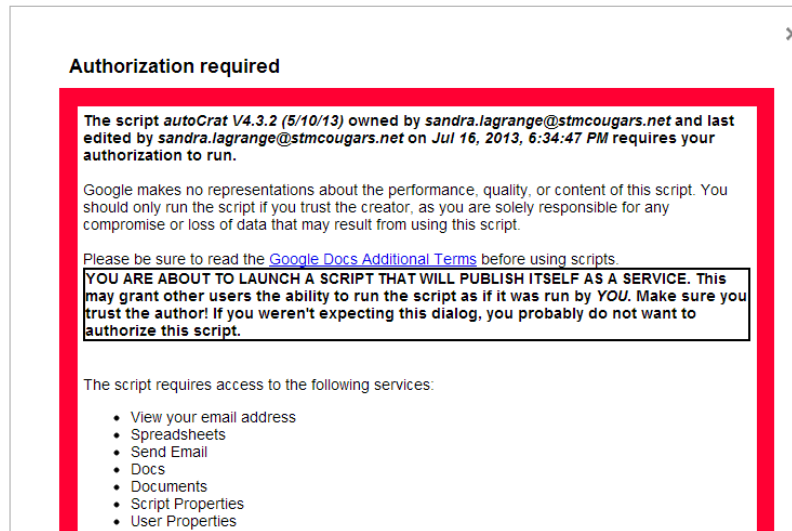 Authorization required
The script autoCrat V4.3.2 (5/10/13) owned by sandra.lagrange@stmcougars.net and last
edited by sandra.lagrange@stmcougars.net on Jul 16, 2013, 6:34:47 PM requires your
authorization to run.
Google makes no representations about the performance, quality, or content of this script. You
should only run the script if you trust the creator, as you are solely responsible for any
compromise or loss of data that may result from using this script.
Please be sure to read the Google Docs Additional Terms before using scripts.
YOU ARE ABOUT TO LAUNCH A SCRIPT THAT WILL PUBLISH ITSELF AS A SERVICE. This
may grant other users the ability to run the script as if it was run by YOU. Make sure you
trust the author! If you weren't expecting this dialog, you probably do not want to
authorize this script.
The script requires access to the following services:
• View your email address
• Spreadsheets
• Send Email
• Docs
• Documents
• Script Properties
• User Properties